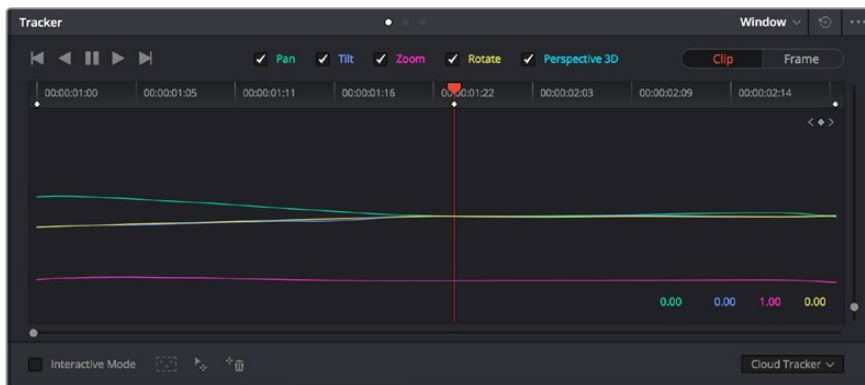 Tracker Window
Pan Tilt Zoom Rotate Perspective 3D Clip Frame
00:00:01:00 00:00:01:05 00:00:01:11 00:00:01:16 00:00:01:22 00:00:02:03 00:00:02:09 00:00:02:14
0.00 0.00 1.00 0.00
Interactive Mode Cloud Tracker